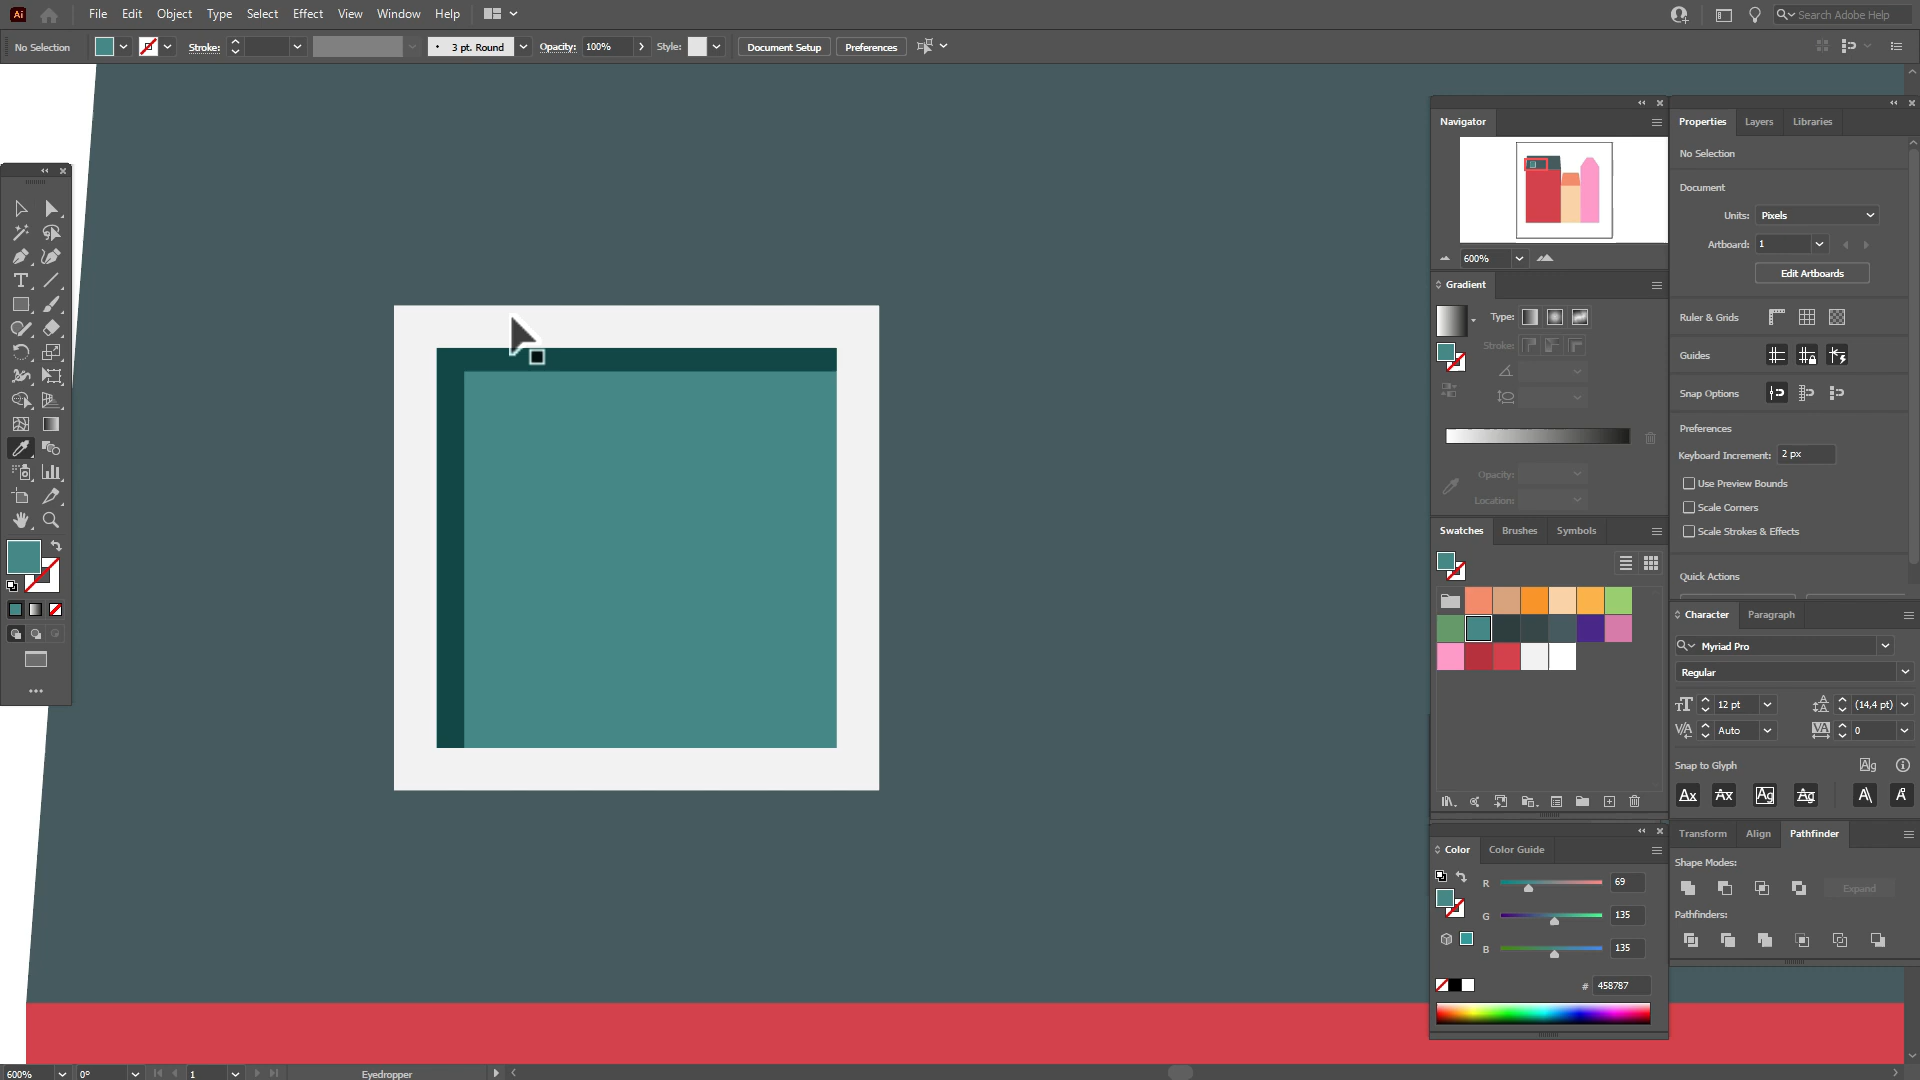 Ai File Edit Object Type Select Effect View Window Help Search Adobe Help
No Selection Stroke: 3 pt. Round Opacity: 100% Style: Document Setup Preferences
Navigator
600%
Gradient
Type:
Stroke:
Opacity:
Location:
Swatches Brushes Symbols
Color Color Guide
R 69
G 135
B 135
# 458787
Properties Layers Libraries
No Selection
Document
Units: Pixels
Artboard: 1
Edit Artboards
Ruler & Grids
Guides
Snap Options
Preferences
Keyboard Increment: 2 px
Use Preview Bounds
Scale Corners
Scale Strokes & Effects
Quick Actions
Character Paragraph
Myriad Pro
Regular
12 pt (14,4 pt)
Auto 0
Snap to Glyph
Transform Align Pathfinder
Shape Modes:
Expand
Pathfinders:
600% 0° 1 Eyedropper